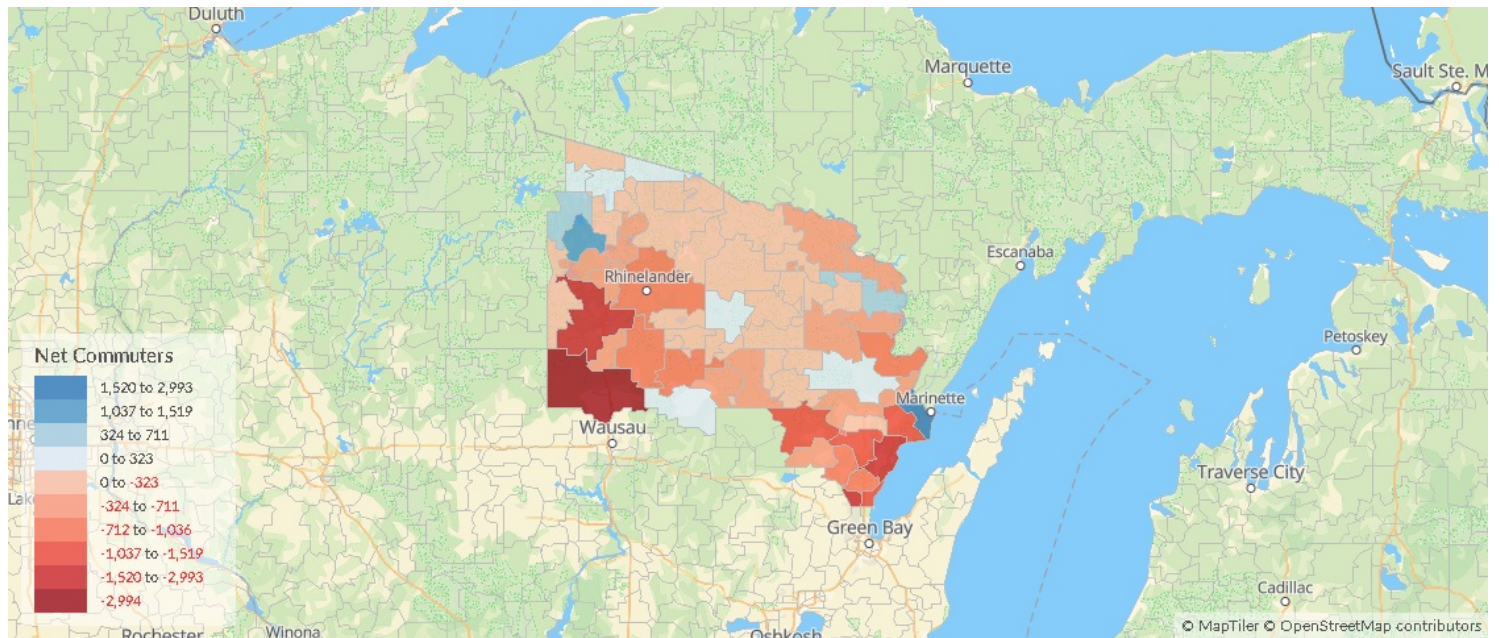 Duluth
Marquette
Sault Ste. M
Escanaba
Rhinelander
Petoskey
Net Commuters
1,520 to 2,993
1,037 to 1,519
324 to 711
0 to 323
0 to -323
-324 to -711
-712 to -1,036
-1,037 to -1,519
-1,520 to -2,993
-2,994
Marinette
Wausau
Traverse City
Green Bay
Cadillac
Rochester
Winona
Oshkosh
© MapTiler © OpenStreetMap contributors